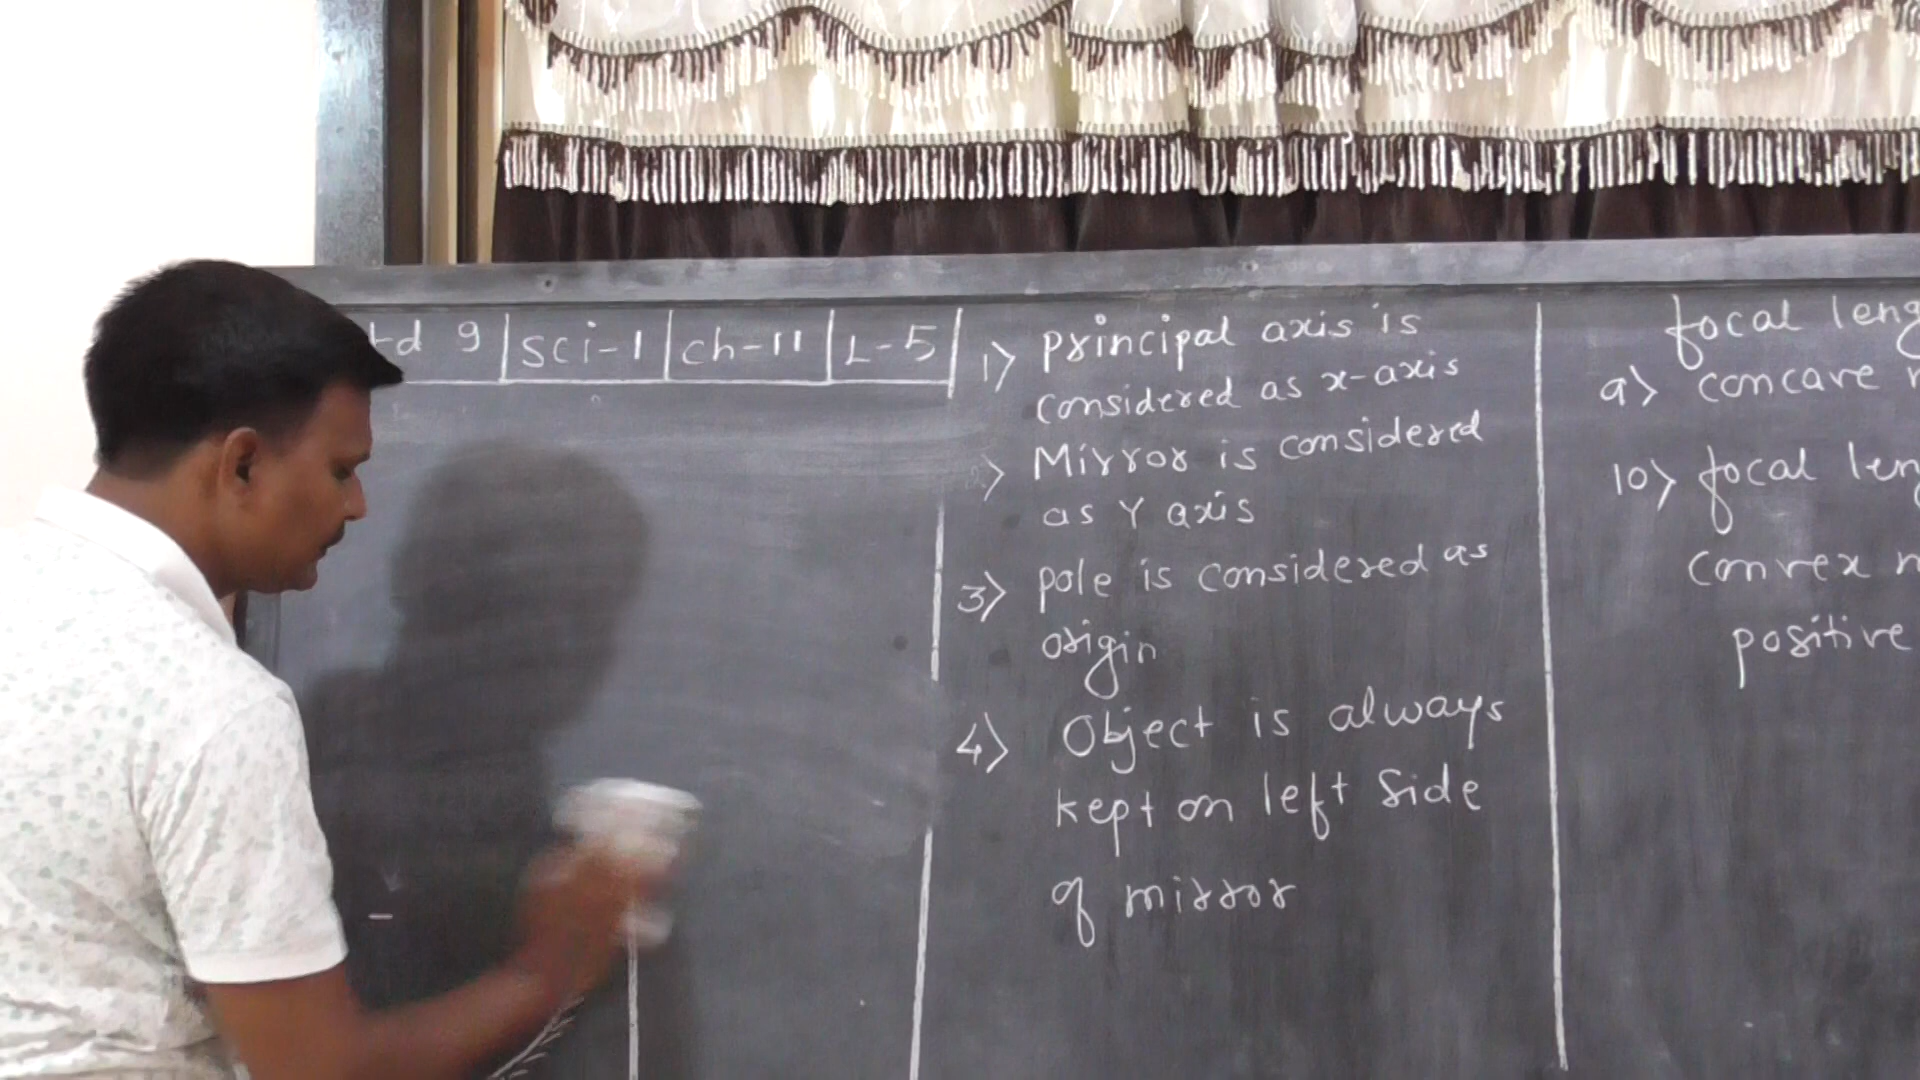 td 9 | Sci-1 | ch-11 | L-5
1) principal axis is
considered as x-axis
2) Mirror is considered
as Y axis
3) pole is considered as
origin
4) Object is always
kept on left side
of mirror
focal leng
9) concave
10) focal len
convex
positive